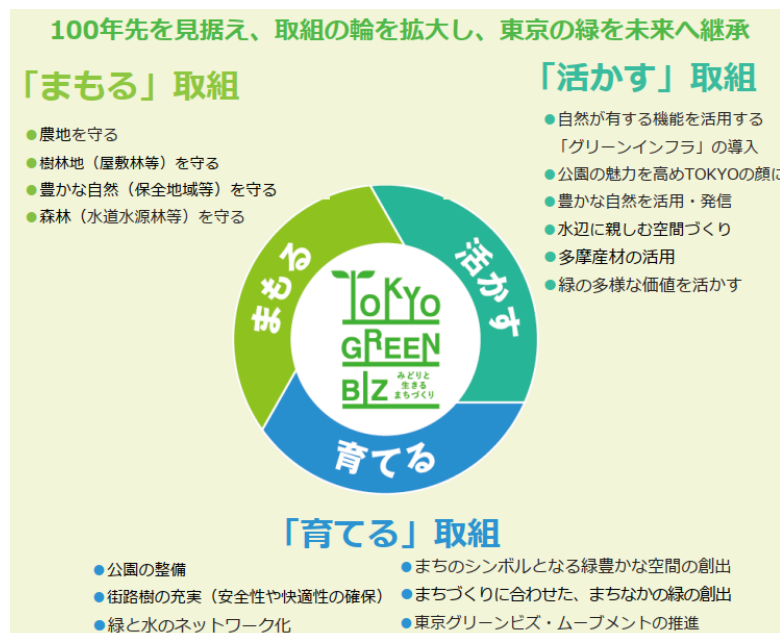 100年先を見据え、取組の輪を拡大し、東京の緑を未来へ継承
「まもる」取組
●農地を守る
●樹林地（屋敷林等）を守る
●豊かな自然（保全地域等）を守る
●森林（水道水源林等）を守る
「活かす」取組
●自然が有する機能を活用する
「グリーンインフラ」の導入
●公園の魅力を高めTOKYOの顔に
●豊かな自然を活用・発信
●水辺に親しむ空間づくり
●多摩産材の活用
●緑の多様な価値を活かす
まもる
活かす
TOKYO
GREEN
BIZ
みどりと
生きる
まちづくり
育てる
「育てる」取組
●公園の整備
●街路樹の充実（安全性や快適性の確保）
●緑と水のネットワーク化
●まちのシンボルとなる緑豊かな空間の創出
●まちづくりに合わせた、まちなかの緑の創出
●東京グリーンビズ・ムーブメントの推進